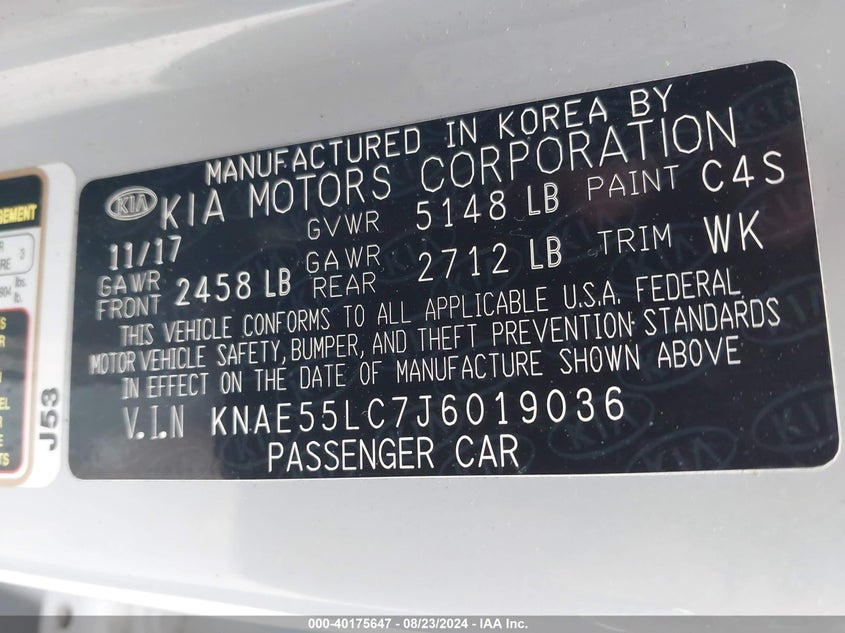 MANUFACTURED IN KOREA BY
KIA KIA MOTORS CORPORATION
11/17 GVWR 5148 LB PAINT C4S
GAWR FRONT 2458 LB GAWR REAR 2712 LB TRIM WK
THIS VEHICLE CONFORMS TO ALL APPLICABLE U.S.A. FEDERAL
MOTOR VEHICLE SAFETY, BUMPER, AND THEFT PREVENTION STANDARDS
IN EFFECT ON THE DATE OF MANUFACTURE SHOWN ABOVE
V.I.N KNAE55LC7J6019036
PASSENGER CAR
J53
000-40175647 - 08/23/2024 - IAA Inc.